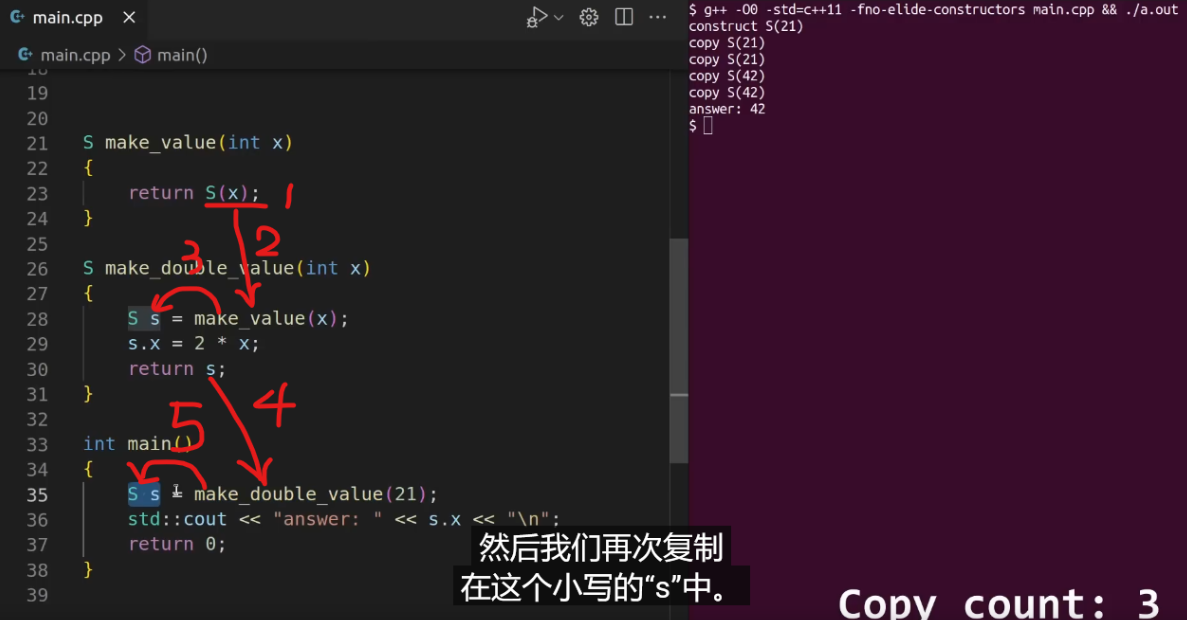 main.cpp
main.cpp > main()
18
19
20
21 S make_value(int x)
22 {
23     return S(x);
24 }
25
26 S make_double_value(int x)
27 {
28     S s = make_value(x);
29     s.x = 2 * x;
30     return s;
31 }
32
33 int main()
34 {
35     S s = make_double_value(21);
36     std::cout << "answer: " << s.x << "\n";
37     return 0;
38 }
39
1
2
3
4
5
$ g++ -O0 -std=c++11 -fno-elide-constructors main.cpp && ./a.out
construct S(21)
copy S(21)
copy S(21)
copy S(42)
copy S(42)
answer: 42
$
然后我们再次复制
在这个小写的“s”中。
Copy count: 3